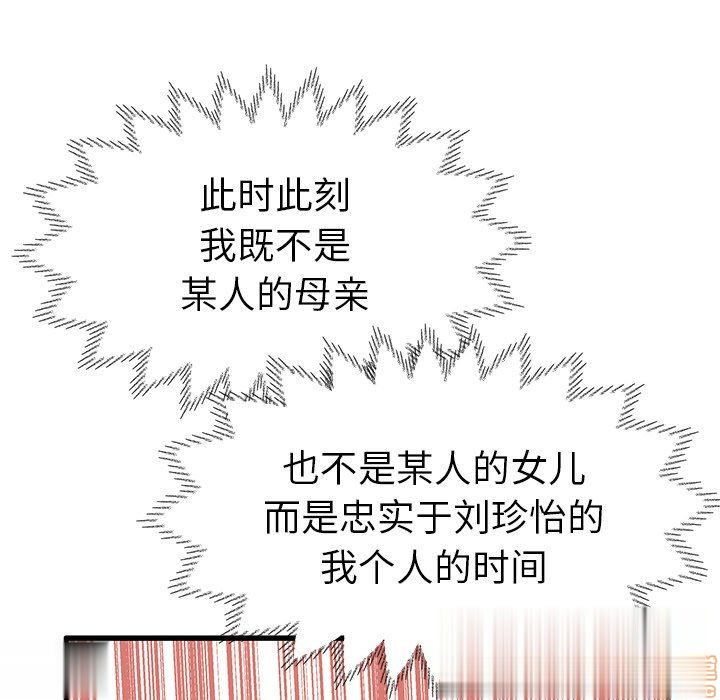 此时此刻
我既不是
某人的母亲
也不是某人的女儿
而是忠实于刘珍怡的
我个人的时间